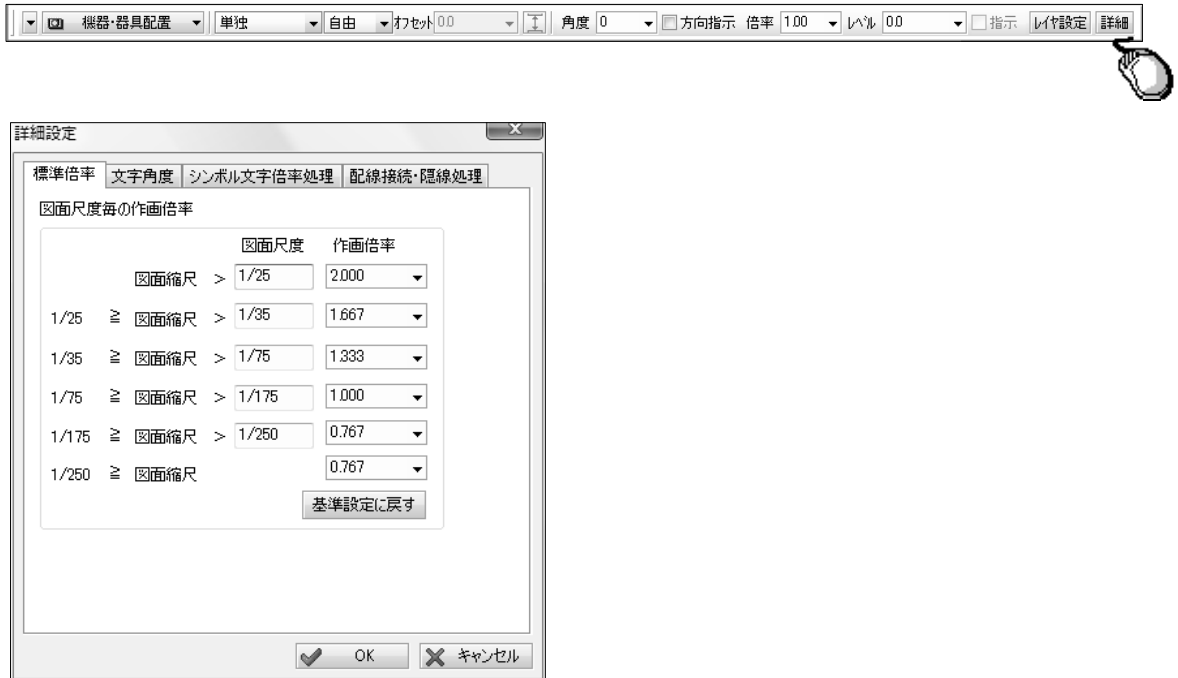 機器・器具配置 単独 自由 オフセット 0.0 角度 0 方向指示 倍率 1.00 レベル 0.0 指示 レイヤ設定 詳細
詳細設定
標準倍率 文字角度 シンボル文字倍率処理 配線接続・隠線処理
図面尺度毎の作画倍率
図面尺度 作画倍率
図面縮尺 > 1/25 2.000
1/25 ≧ 図面縮尺 > 1/35 1.667
1/35 ≧ 図面縮尺 > 1/75 1.333
1/75 ≧ 図面縮尺 > 1/175 1.000
1/175 ≧ 図面縮尺 > 1/250 0.767
1/250 ≧ 図面縮尺 0.767
基準設定に戻す
OK キャンセル